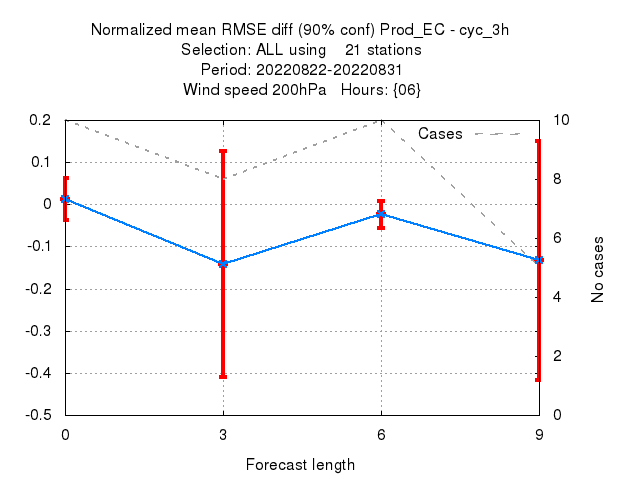 Normalized mean RMSE diff (90% conf) Prod_EC - cyc_3h
Selection: ALL using 21 stations
Period: 20220822-20220831
Wind speed 200hPa Hours: {06}
Cases
0.2
0.1
0
-0.1
-0.2
-0.3
-0.4
-0.5
10
8
6
4
2
0
No cases
0 3 6 9
Forecast length